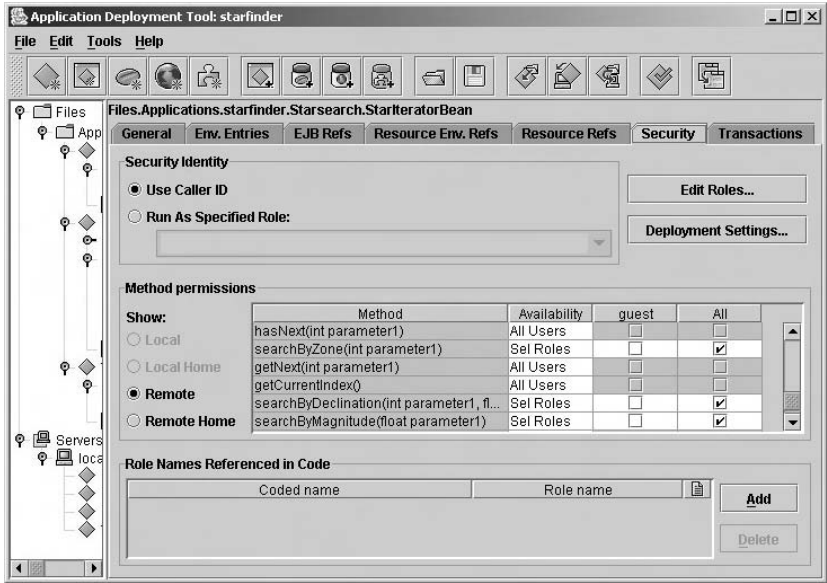 Application Deployment Tool: starfinder
File Edit Tools Help
Files
App
Servers
loca
Files.Applications.starfinder.Starsearch.StarIteratorBean
General Env. Entries EJB Refs Resource Env. Refs Resource Refs Security Transactions
Security Identity
Use Caller ID
Run As Specified Role:
Edit Roles...
Deployment Settings...
Method permissions
Show:
Local
Local Home
Remote
Remote Home
Method Availability guest All
hasNext(int parameter1) All Users
searchByZone(int parameter1) Sel Roles
getNext(int parameter1) All Users
getCurrentIndex() All Users
searchByDeclination(int parameter1, fl... Sel Roles
searchByMagnitude(float parameter1) Sel Roles
Role Names Referenced in Code
Coded name Role name
Add
Delete